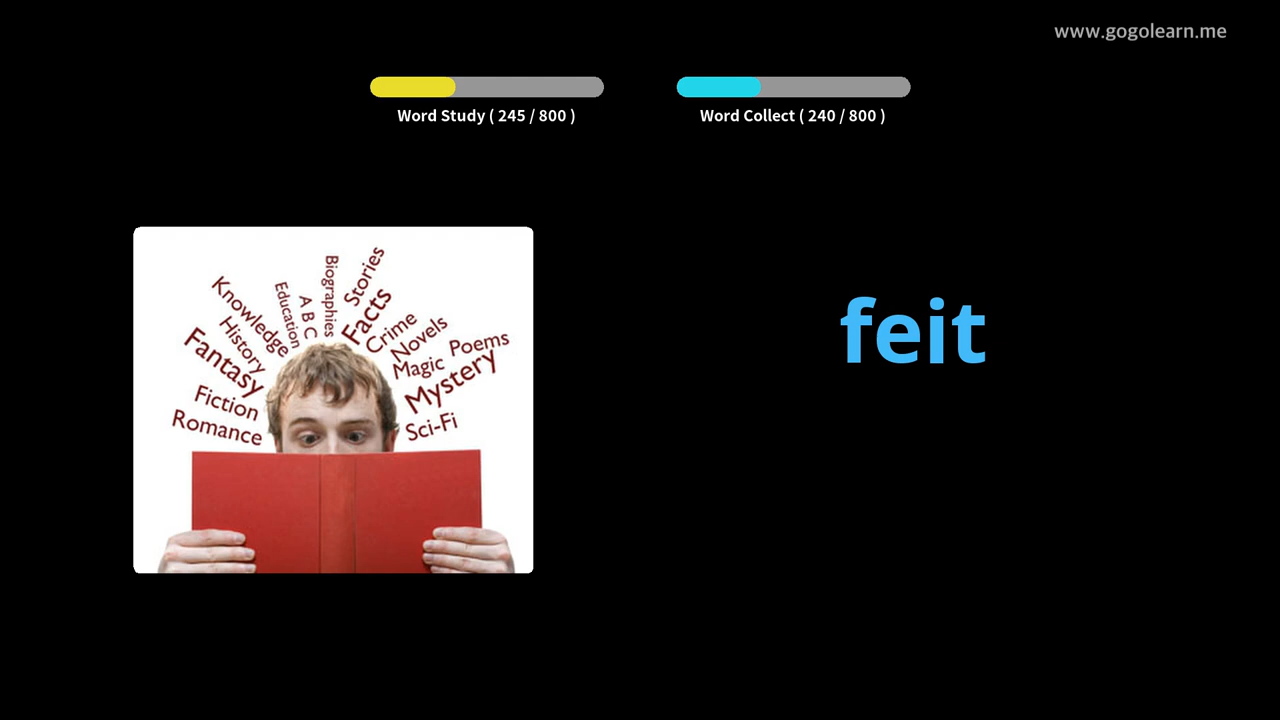 www.gogolearn.me
Word Study ( 245 / 800 )
Word Collect ( 240 / 800 )
feit
Romance
Fiction
Fantasy
History
Knowledge
Education
A B C
Biographies
Stories
Facts
Crime
Novels
Magic
Poems
Mystery
Sci-Fi